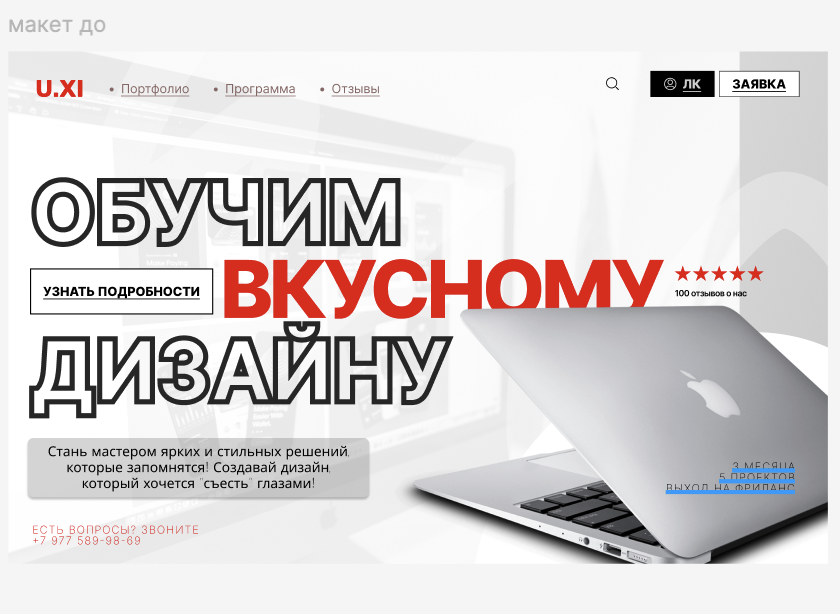 макет до
U.XI
• Портфолио • Программа • Отзывы
ЛК
ЗАЯВКА
ОБУЧИМ
УЗНАТЬ ПОДРОБНОСТИ
ВКУСНОМУ
100 отзывов о нас
ДИЗАЙНУ
Стань мастером ярких и стильных решений,
которые запомнятся! Создавай дизайн,
который хочется "съесть" глазами!
3 МЕСЯЦА
5 ПРОЕКТОВ
ВЫХОД НА ФРИЛАНС
ЕСТЬ ВОПРОСЫ? ЗВОНИТЕ
+7 977 589-98-69